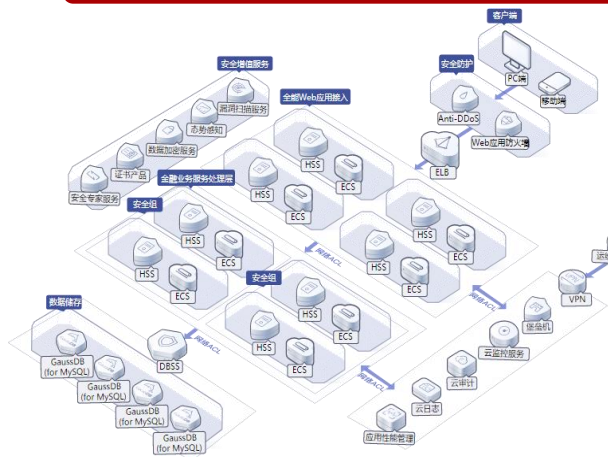 客户端
PC端
移动端
安全防护
Anti-DDoS
Web应用防火墙
ELB
安全增值服务
漏洞扫描服务
态势感知
数据加密服务
证书产品
安全专家服务
全能Web应用接入
HSS
ECS
HSS
ECS
HSS
ECS
HSS
ECS
网络ACL
金融业务服务处理层
安全组
HSS
ECS
HSS
ECS
安全组
HSS
ECS
HSS
ECS
网络ACL
网络ACL
网络ACL
数据储存
GaussDB
(for MySQL)
GaussDB
(for MySQL)
GaussDB
(for MySQL)
GaussDB
(for MySQL)
DBSS
VPN
堡垒机
云监控服务
云审计
云日志
应用性能管理